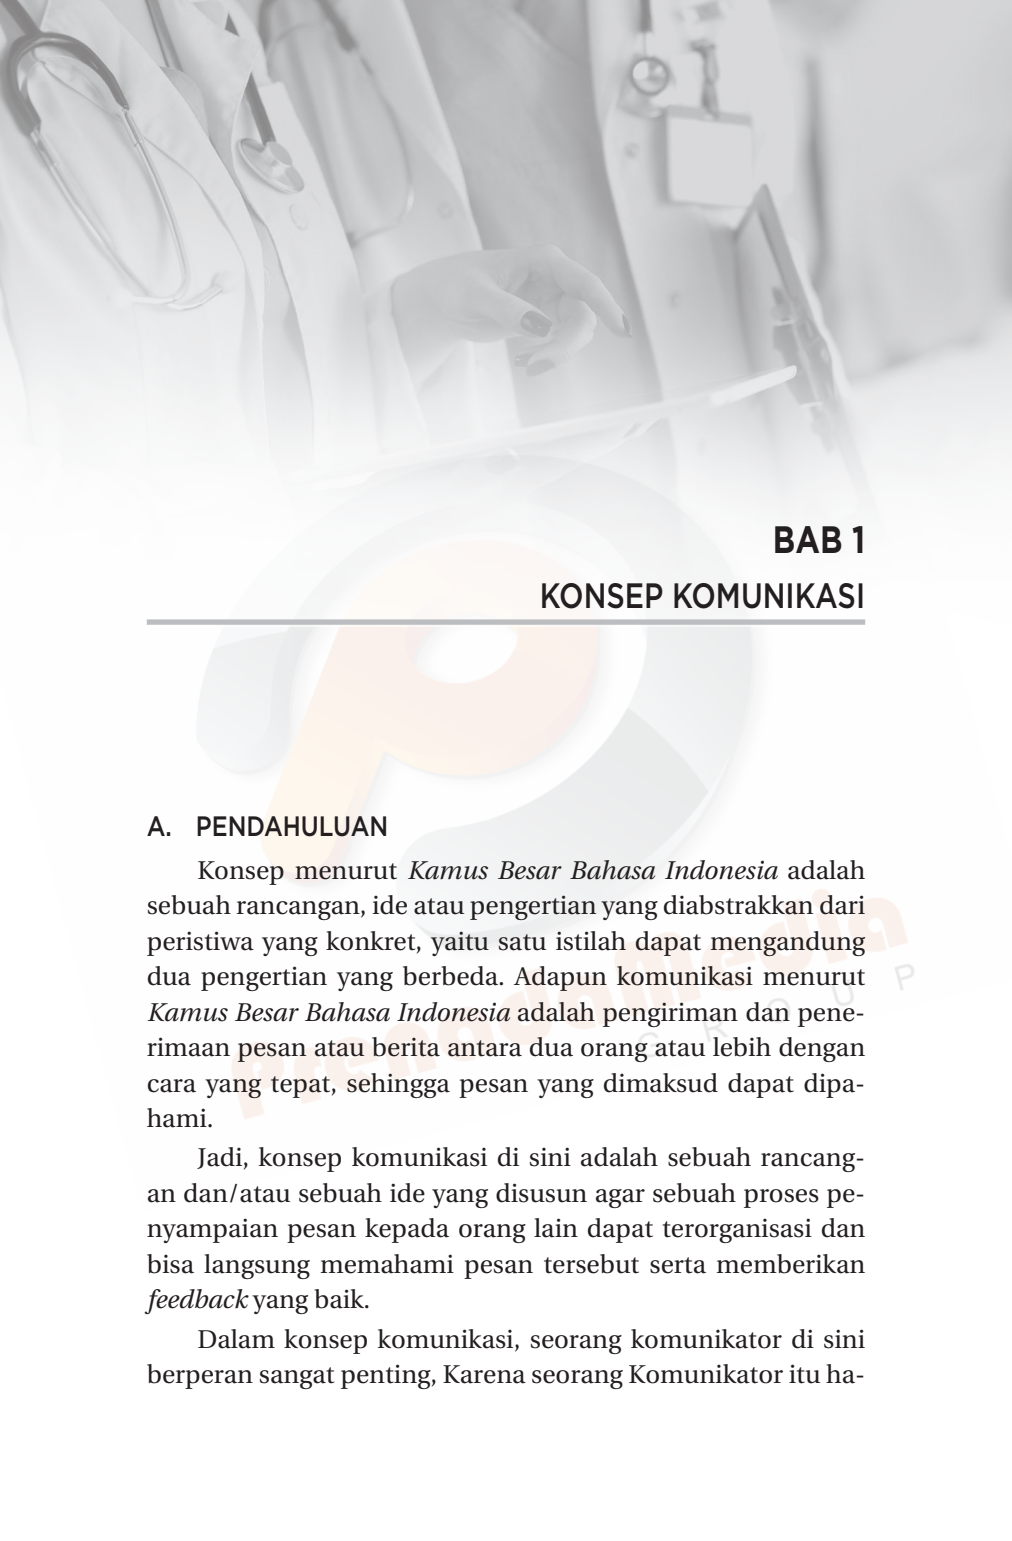 BAB 1
KONSEP KOMUNIKASI
A. PENDAHULUAN
Konsep menurut Kamus Besar Bahasa Indonesia adalah
sebuah rancangan, ide atau pengertian yang diabstrakkan dari
peristiwa yang konkret, yaitu satu istilah dapat mengandung
dua pengertian yang berbeda. Adapun komunikasi menurut
Kamus Besar Bahasa Indonesia adalah pengiriman dan pene-
rimaan pesan atau berita antara dua orang atau lebih dengan
cara yang tepat, sehingga pesan yang dimaksud dapat dipa-
hami.
Jadi, konsep komunikasi di sini adalah sebuah rancang-
an dan/atau sebuah ide yang disusun agar sebuah proses pe-
nyampaian pesan kepada orang lain dapat terorganisasi dan
bisa langsung memahami pesan tersebut serta memberikan
feedback yang baik.
Dalam konsep komunikasi, seorang komunikator di sini
berperan sangat penting, Karena seorang Komunikator itu ha-
PrenadaMedia
GROUP